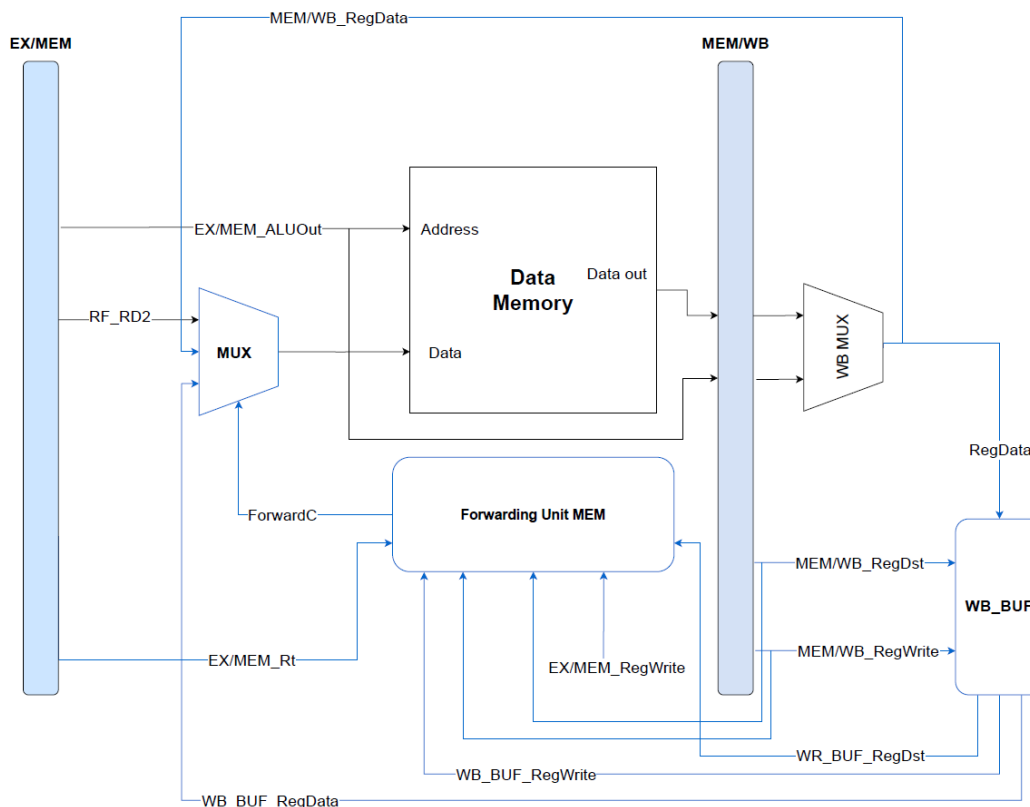 MEM/WB_RegData
EX/MEM
MEM/WB
EX/MEM_ALUOut
Address
Data out
Data
Memory
RF_RD2
MUX
Data
WB MUX
RegData
ForwardC
Forwarding Unit MEM
MEM/WB_RegDst
WB_BUF
EX/MEM_Rt
EX/MEM_RegWrite
MEM/WB_RegWrite
WR_BUF_RegDst
WB_BUF_RegWrite
WB_BUF_RegData